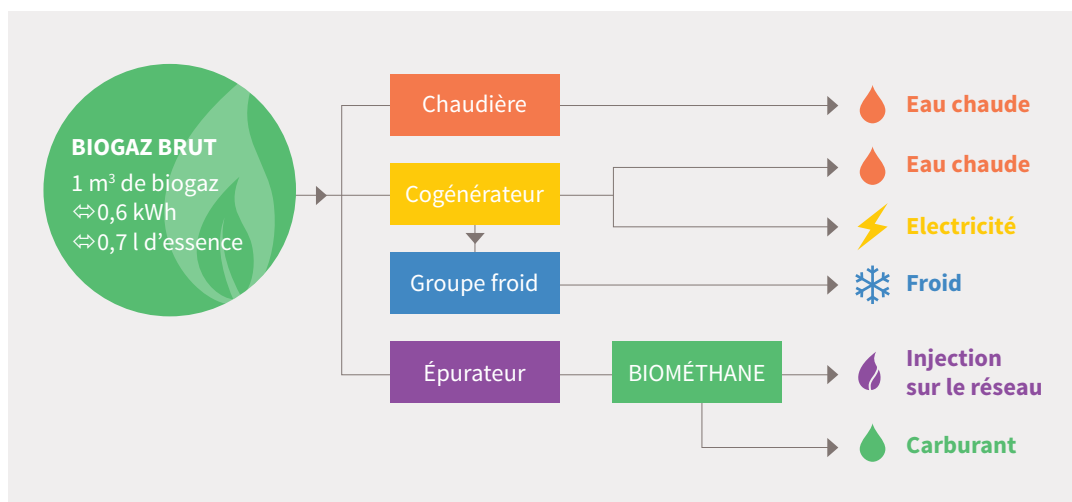 BIOGAZ BRUT
1 m³ de biogaz
⇔0,6 kWh
⇔0,7 l d’essence
Chaudière
Eau chaude
Cogénérateur
Eau chaude
Electricité
Groupe froid
Froid
Épurateur
BIOMÉTHANE
Injection
sur le réseau
Carburant